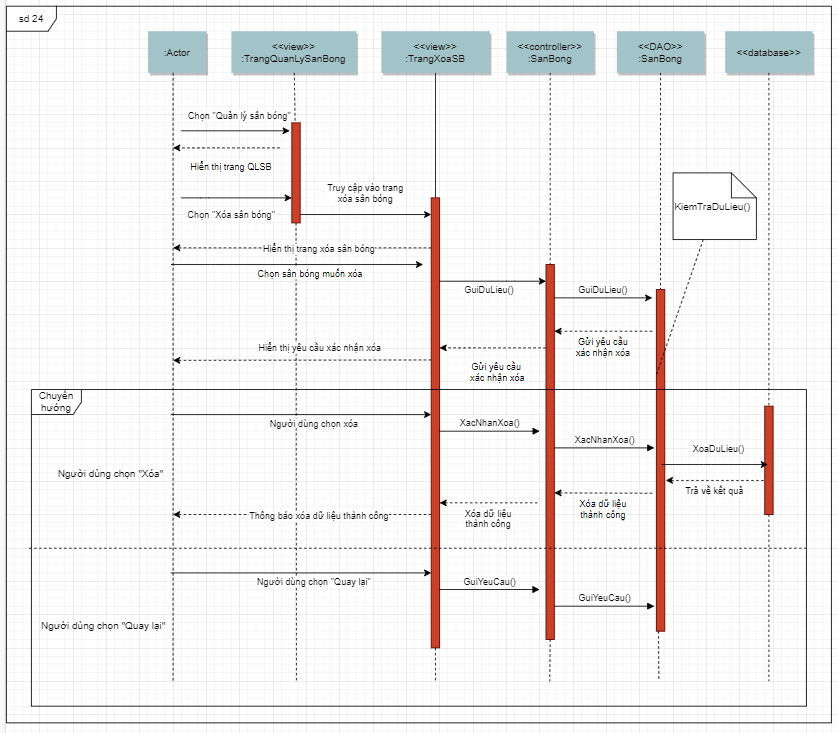 sd 24
:Actor
<<view>>
:TrangQuanLySanBong
<<view>>
:TrangXoaSB
<<controller>>
:SanBong
<<DAO>>
:SanBong
<<database>>
Chọn "Quản lý sân bóng"
Hiển thị trang QLSB
Chọn "Xóa sân bóng"
Truy cập vào trang
xóa sân bóng
KiemTraDuLieu()
Hiển thị trang xóa sân bóng
Chọn sân bóng muốn xóa
GuiDuLieu()
GuiDuLieu()
Gửi yêu cầu
xác nhận xóa
Hiển thị yêu cầu xác nhận xóa
Gửi yêu cầu
xác nhận xóa
Chuyển
hướng
Người dùng chọn xóa
XacNhanXoa()
XacNhanXoa()
XoaDuLieu()
Người dùng chọn "Xóa"
Trả về kết quả
Xóa dữ liệu
thành công
Xóa dữ liệu
thành công
Thông báo xóa dữ liệu thành công
Người dùng chọn "Quay lại"
GuiYeuCau()
GuiYeuCau()
Người dùng chọn "Quay lại"